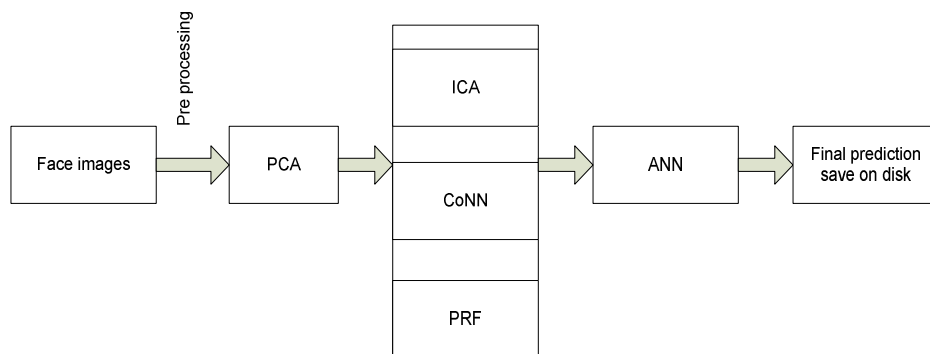 Pre processing
Face images
PCA
ICA
CoNN
PRF
ANN
Final prediction
save on disk